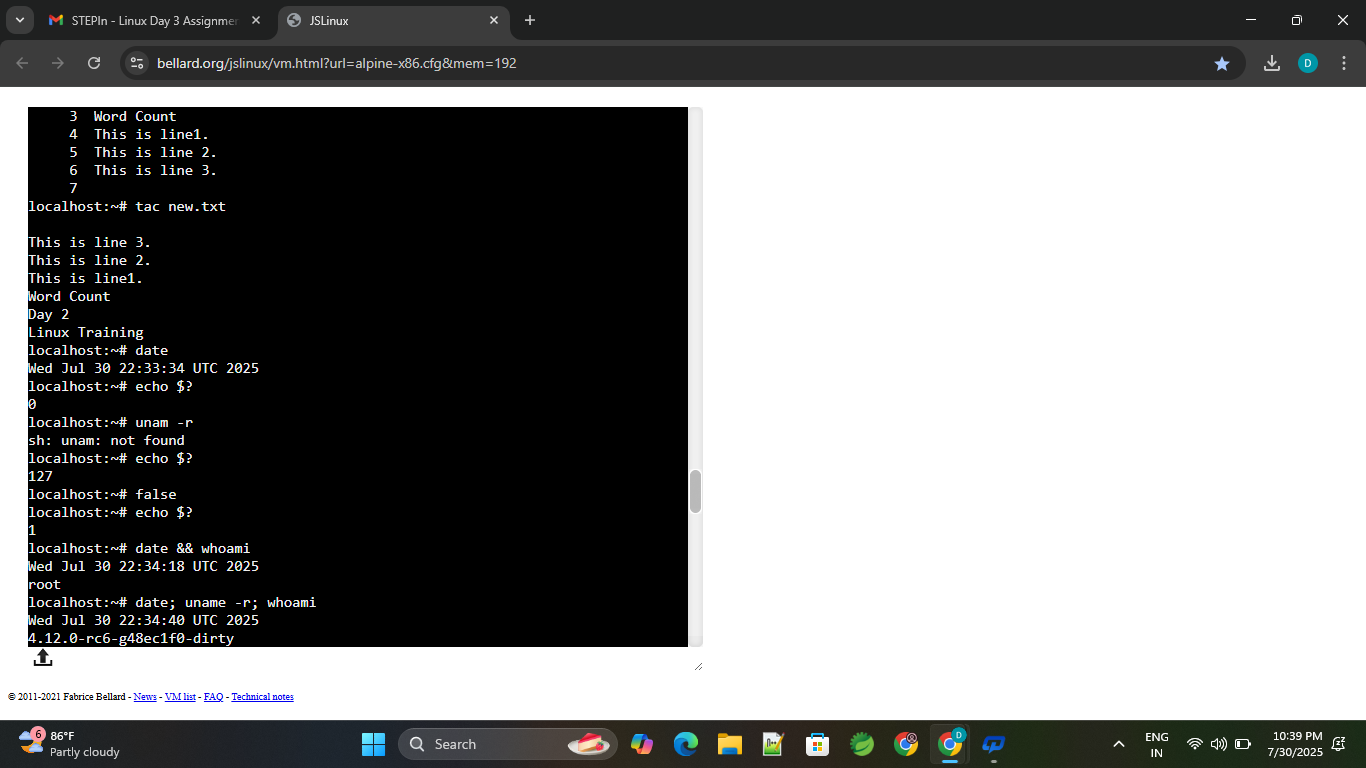 STEPIn - Linux Day 3 Assignmer
JSLinux
bellard.org/jslinux/vm.html?url=alpine-x86.cfg&mem=192
D
3 Word Count
4 This is line1.
5 This is line 2.
6 This is line 3.
7
localhost:~# tac new.txt
This is line 3.
This is line 2.
This is line1.
Word Count
Day 2
Linux Training
localhost:~# date
Wed Jul 30 22:33:34 UTC 2025
localhost:~# echo $?
0
localhost:~# unam -r
sh: unam: not found
localhost:~# echo $?
127
localhost:~# false
localhost:~# echo $?
1
localhost:~# date && whoami
Wed Jul 30 22:34:18 UTC 2025
root
localhost:~# date; uname -r; whoami
Wed Jul 30 22:34:40 UTC 2025
4.12.0-rc6-g48ec1f0-dirty
© 2011-2021 Fabrice Bellard - News - VM list - FAQ - Technical notes
6
86°F
Partly cloudy
Search
D
ENG
IN
10:39 PM
7/30/2025